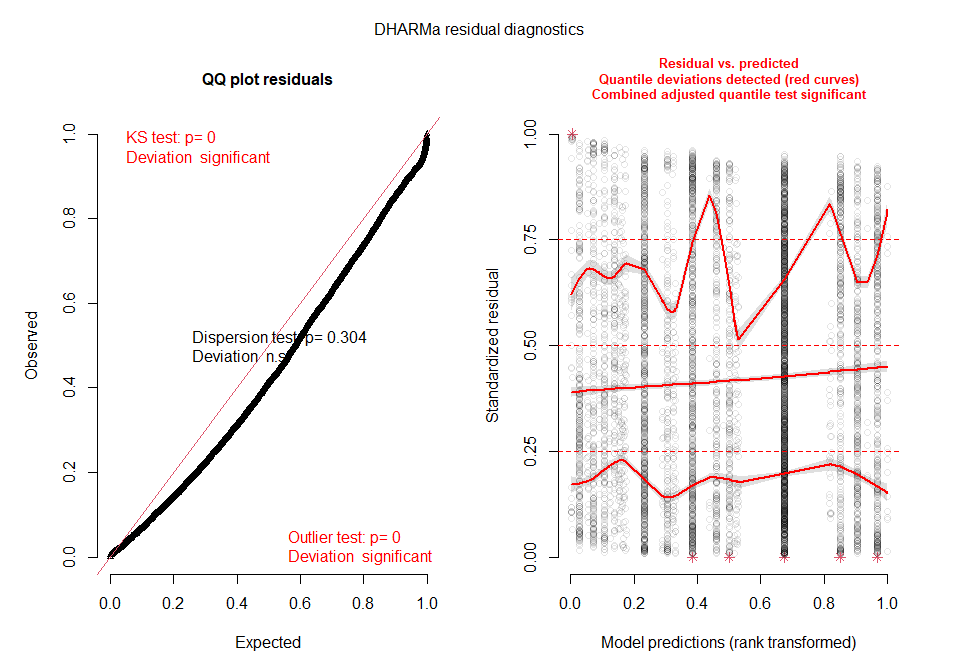 DHARMa residual diagnostics
QQ plot residuals
KS test: p= 0
Deviation significant
Dispersion test: p= 0.304
Deviation n.s.
Outlier test: p= 0
Deviation significant
Observed
0.0
0.2
0.4
0.6
0.8
1.0
0.0 0.2 0.4 0.6 0.8 1.0
Expected
Residual vs. predicted
Quantile deviations detected (red curves)
Combined adjusted quantile test significant
Standardized residual
0.00
0.25
0.50
0.75
1.00
0.0 0.2 0.4 0.6 0.8 1.0
Model predictions (rank transformed)